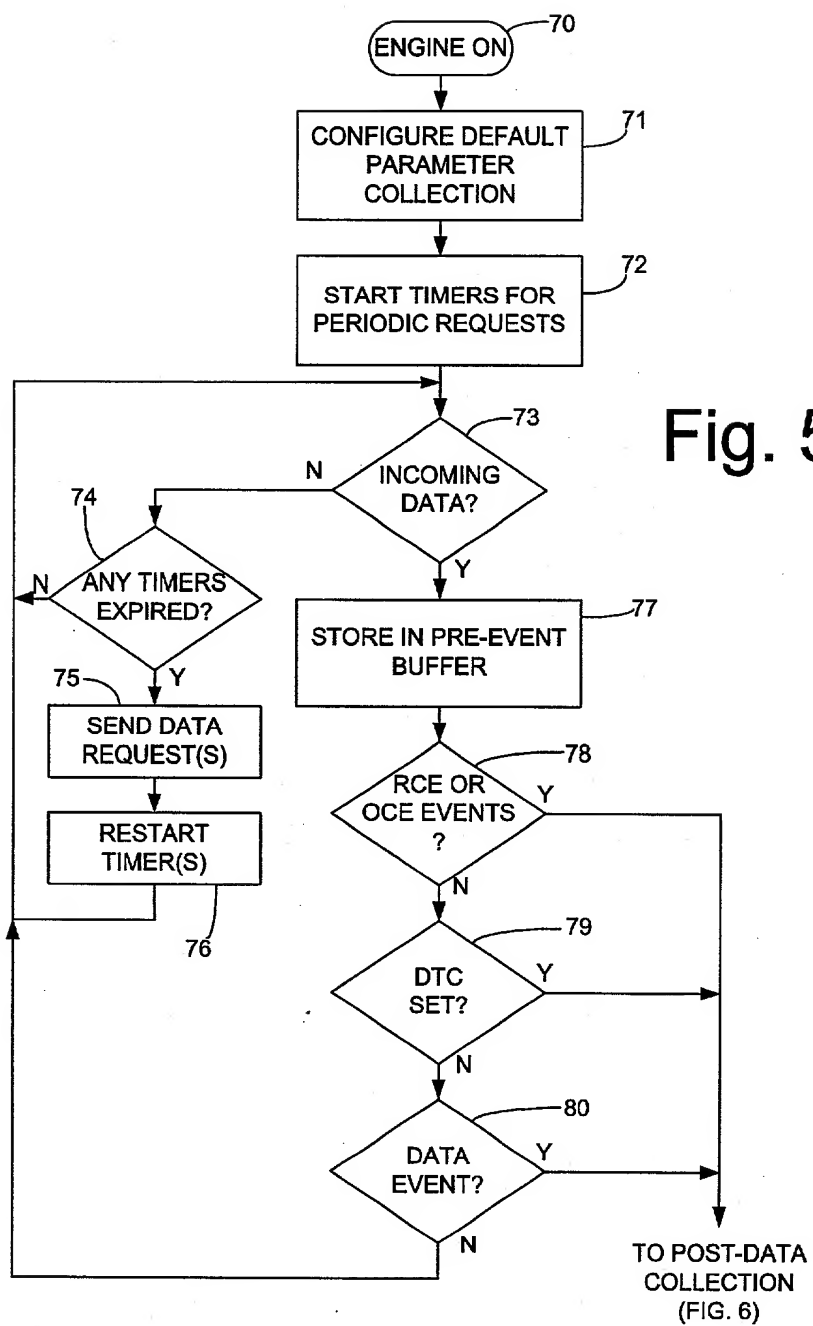 ENGINE ON
70
CONFIGURE DEFAULT
PARAMETER
COLLECTION
71
START TIMERS FOR
PERIODIC REQUESTS
72
Fig. 5
INCOMING
DATA?
73
N
Y
74
ANY TIMERS
EXPIRED?
N
Y
75
SEND DATA
REQUEST(S)
RESTART
TIMER(S)
76
STORE IN PRE-EVENT
BUFFER
77
RCE OR
OCE EVENTS
?
78
Y
N
DTC
SET?
79
Y
N
DATA
EVENT?
80
Y
N
TO POST-DATA
COLLECTION
(FIG. 6)